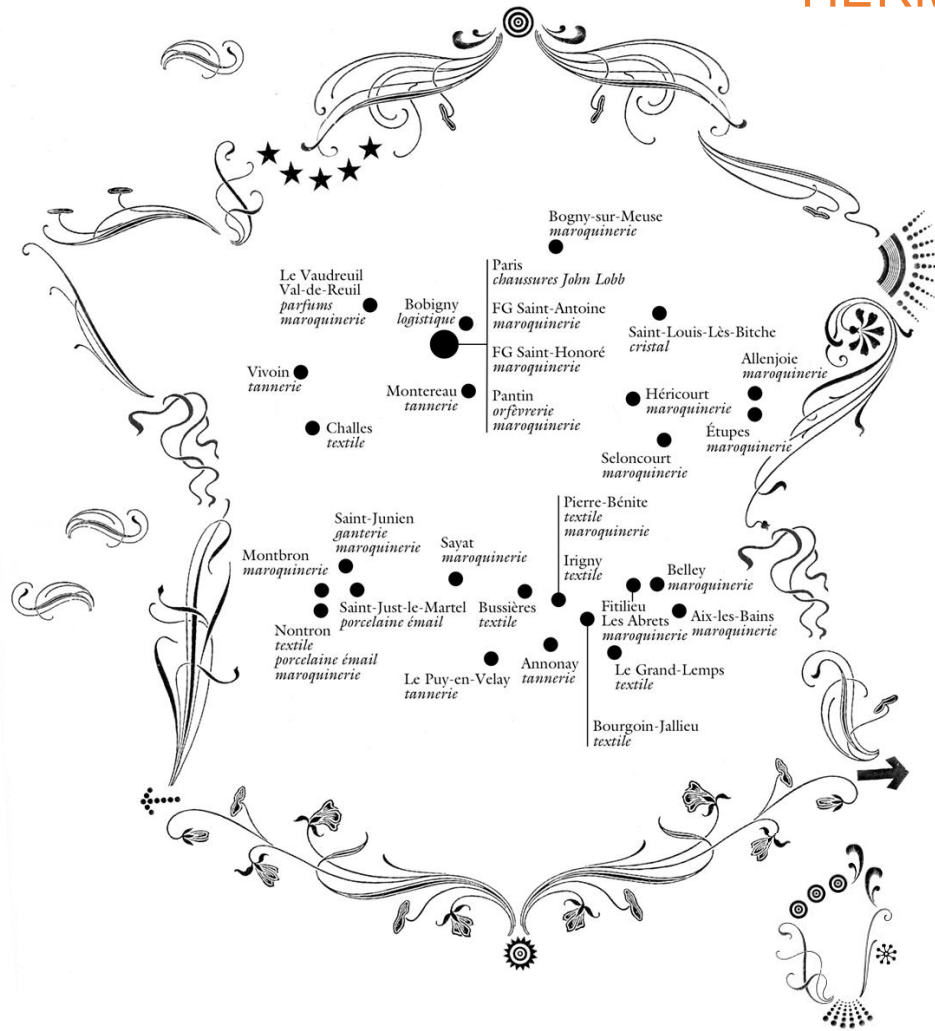 Bogny-sur-Meuse
maroquinerie
Paris
chaussures John Lobb
FG Saint-Antoine
maroquinerie
FG Saint-Honoré
maroquinerie
Pantin
orfèvrerie
maroquinerie
Le Vaudreuil
Val-de-Reuil
parfums
maroquinerie
Bobigny
logistique
Saint-Louis-Lès-Bitche
cristal
Allenjoie
maroquinerie
Vivoin
tannerie
Montereau
tannerie
Héricourt
maroquinerie
Challes
textile
Étupes
maroquinerie
Seloncourt
maroquinerie
Pierre-Bénite
textile
maroquinerie
Irigny
textile
Saint-Junien
ganterie
maroquinerie
Sayat
maroquinerie
Montbron
maroquinerie
Belley
maroquinerie
Saint-Just-le-Martel
porcelaine émail
Bussières
textile
Fitilieu
Les Abrets
maroquinerie
Aix-les-Bains
maroquinerie
Nontron
textile
porcelaine émail
maroquinerie
Le Puy-en-Velay
tannerie
Annonay
tannerie
Le Grand-Lemps
textile
Bourgoin-Jallieu
textile